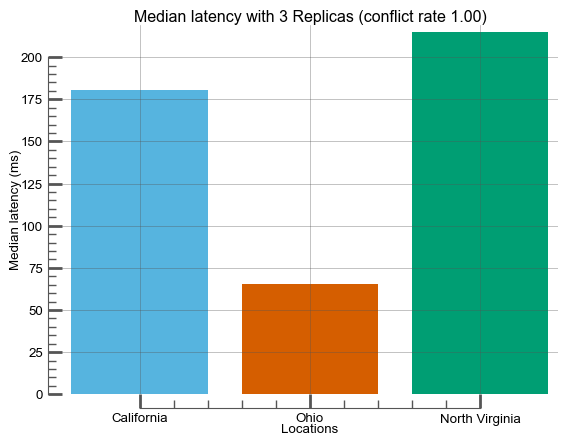 Median latency with 3 Replicas (conflict rate 1.00)
200
175
150
125
100
75
50
25
0
Median latency (ms)
California
Ohio
North Virginia
Locations